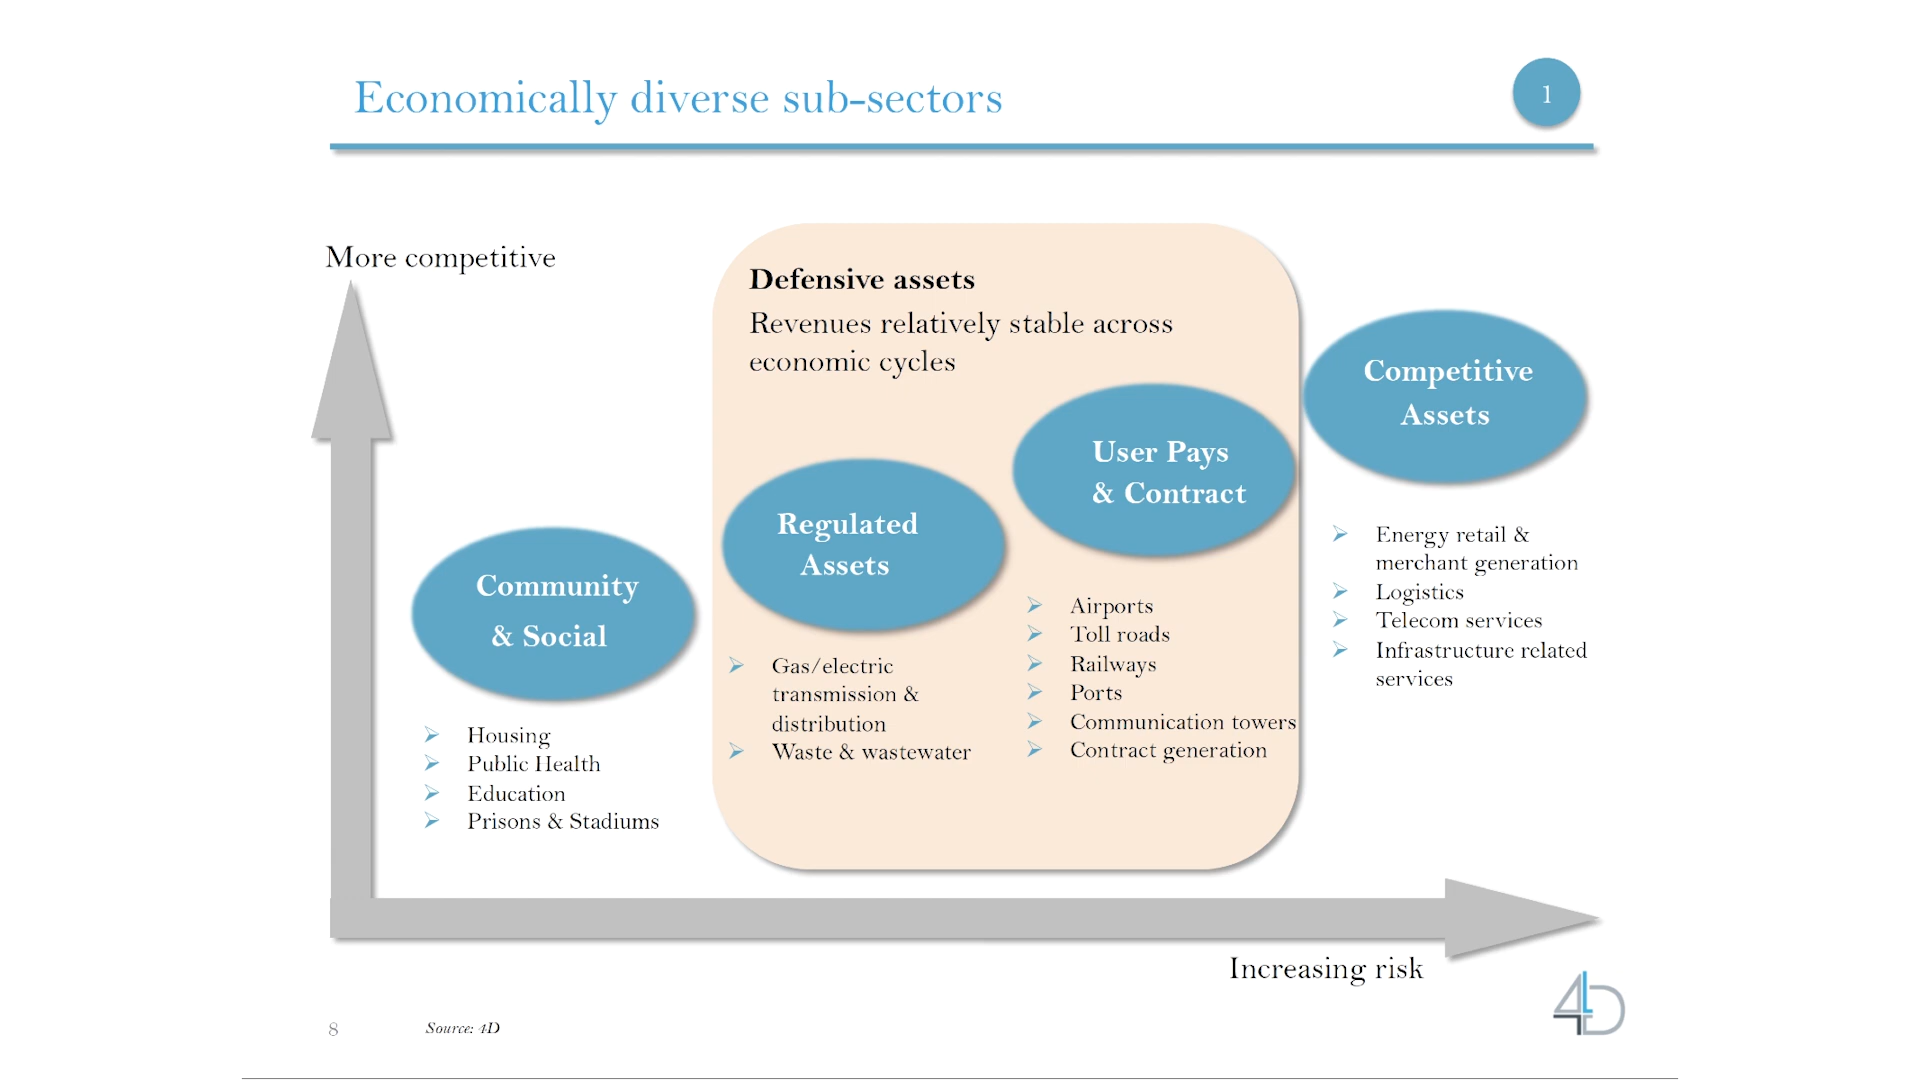 Economically diverse sub-sectors
1
More competitive
Defensive assets
Revenues relatively stable across
economic cycles
Competitive
Assets
User Pays
& Contract
Regulated
Assets
Community
& Social
Housing
Public Health
Education
Prisons & Stadiums
Gas/electric
transmission &
distribution
Waste & wastewater
Airports
Toll roads
Railways
Ports
Communication towers
Contract generation
Energy retail &
merchant generation
Logistics
Telecom services
Infrastructure related
services
Increasing risk
8
Source: 4D
4D